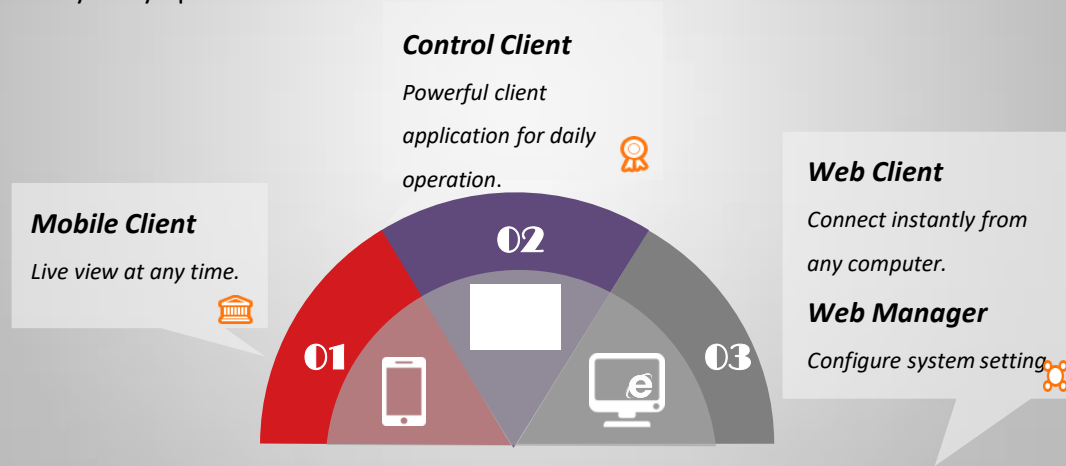 Control Client
Powerful client
application for daily
operation.
Mobile Client
Live view at any time.
Web Client
Connect instantly from
any computer.
Web Manager
Configure system setting
01
02
03